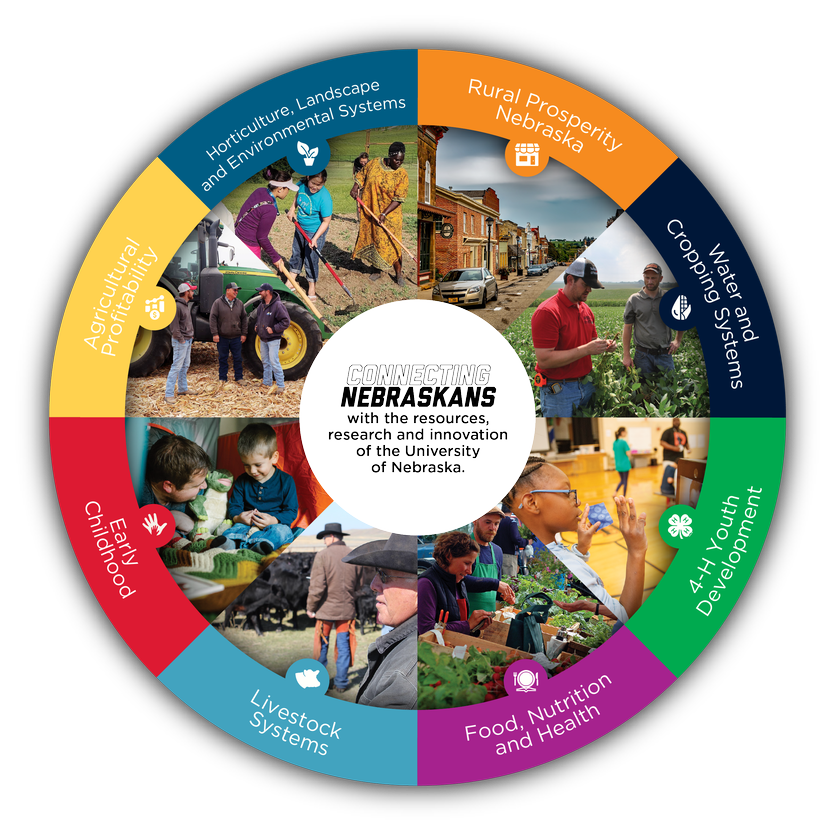 Horticulture, Landscape
and Environmental Systems
Rural Prosperity
Nebraska
Water and
Cropping Systems
4-H Youth
Development
Food, Nutrition
and Health
Livestock
Systems
Early
Childhood
Agricultural
Profitability
CONNECTING
NEBRASKANS
with the resources,
research and innovation
of the University
of Nebraska.